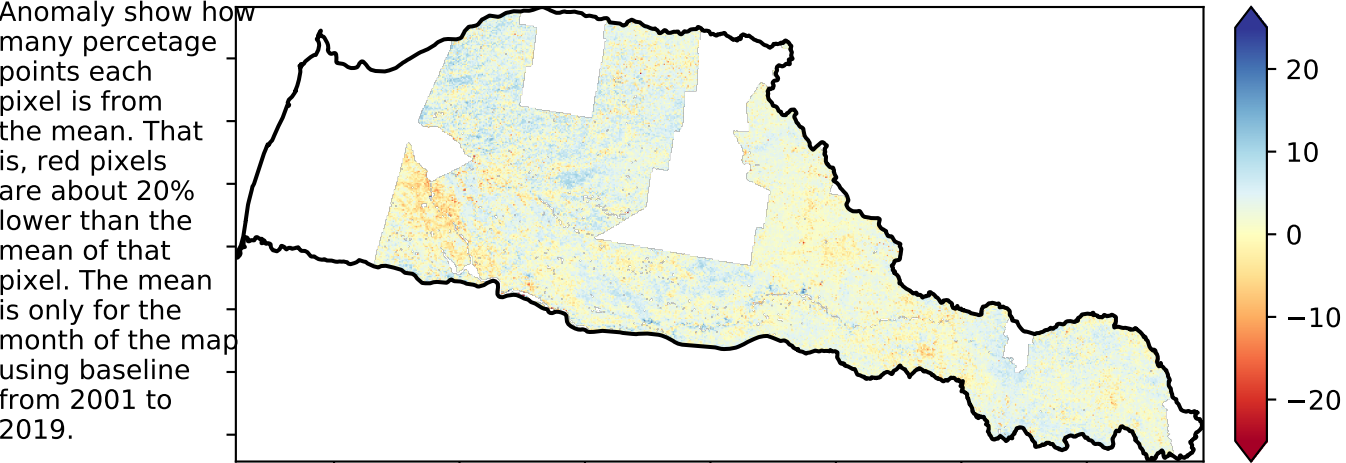 Anomaly show how
many percetage
points each
pixel is from
the mean. That
is, red pixels
are about 20%
lower than the
mean of that
pixel. The mean
is only for the
month of the map
using baseline
from 2001 to
2019.
20
10
0
−10
−20